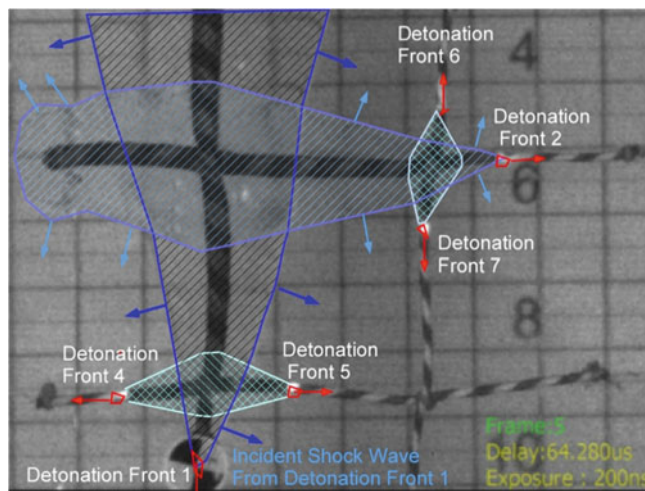 Detonation
Front 6
4
Detonation
Front 2
6
Detonation
Front 7
8
Detonation
Front 4
Detonation
Front 5
Frame:5
Incident Shock Wave
From Detonation Front 1
Delay:64.280us
Detonation Front 1
Exposure : 200ns